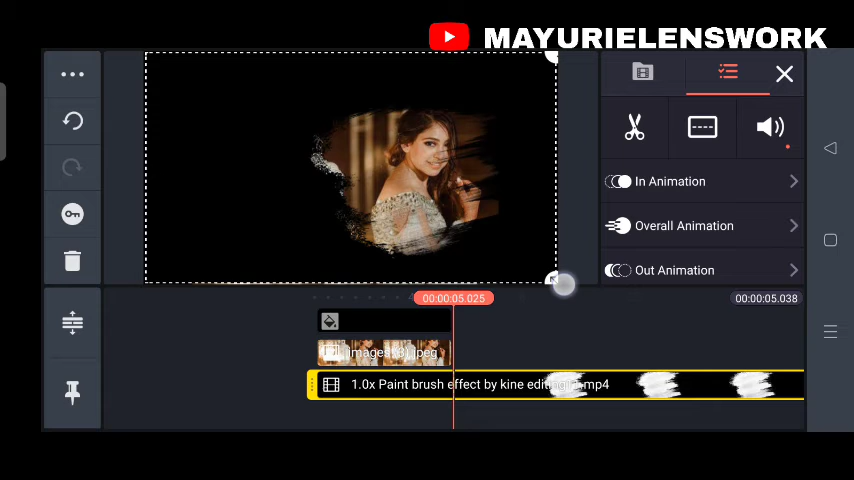 MAYURIELENSWORK
In Animation
Overall Animation
Out Animation
00:00:05.025
00:00:05.038
images(8).jpeg
1.0x Paint brush effect by kine editing
.mp4